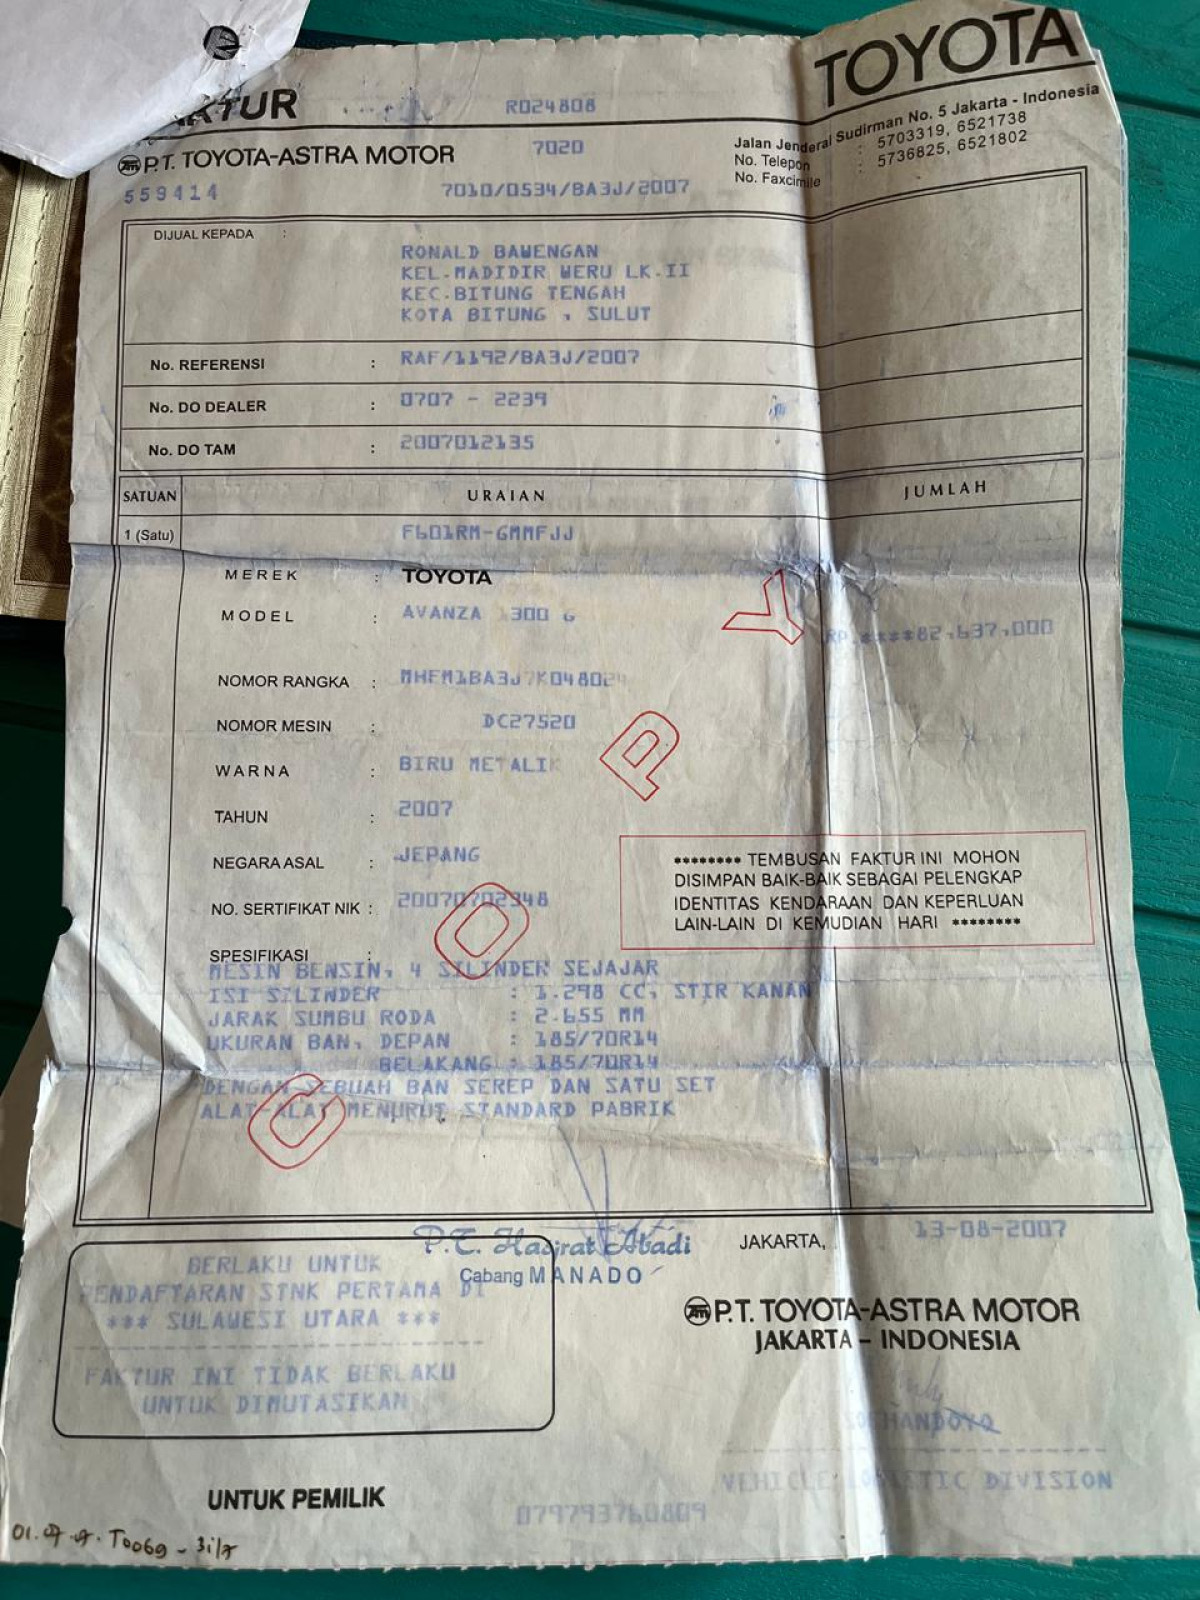 TOYOTA
R024808
Jalan Jenderal Sudirman No. 5 Jakarta - Indonesia
No. Telepon : 5703319, 6521738
No. Faxcimile : 5736825, 6521802
P.T. TOYOTA-ASTRA MOTOR
7020
559414
7010/0534/BA3J/2007
DIJUAL KEPADA :
RONALD BAWENGAN
KEL.MADIDIR WERU LK.II
KEC.BITUNG TENGAH
KOTA BITUNG , SULUT
No. REFERENSI : RAF/1192/BA3J/2007
No. DO DEALER : 0707 - 2239
No. DO TAM : 2007012135
SATUAN URAIAN JUMLAH
1 (Satu) F601RM-GMMFJJ
MEREK : TOYOTA
MODEL : AVANZA 1300 G
RP.****82,637,000
NOMOR RANGKA : MHFM1BA3J7K048024
NOMOR MESIN DC27520
WARNA : BIRU METALIK
TAHUN : 2007
NEGARA ASAL : JEPANG
NO. SERTIFIKAT NIK : 20070702348
SPESIFIKASI :
MESIN BENSIN, 4 SILINDER SEJAJAR
ISI SILINDER : 1.298 CC, STIR KANAN
JARAK SUMBU RODA : 2.655 MM
UKURAN BAN, DEPAN : 185/70R14
BELAKANG : 185/70R14
DENGAN SEBUAH BAN SEREP DAN SATU SET
ALAT-ALAT MENURUT STANDARD PABRIK
COPY
******** TEMBUSAN FAKTUR INI MOHON
DISIMPAN BAIK-BAIK SEBAGAI PELENGKAP
IDENTITAS KENDARAAN DAN KEPERLUAN
LAIN-LAIN DI KEMUDIAN HARI ********
P.T. Hasjrat Abadi
Cabang MANADO
JAKARTA, 13-08-2007
BERLAKU UNTUK
PENDAFTARAN STNK PERTAMA DI
*** SULAWESI UTARA ***
FAKTUR INI TIDAK BERLAKU
UNTUK DIMUTASIKAN
P.T. TOYOTA-ASTRA MOTOR
JAKARTA - INDONESIA
DIVISION
UNTUK PEMILIK
079793760809